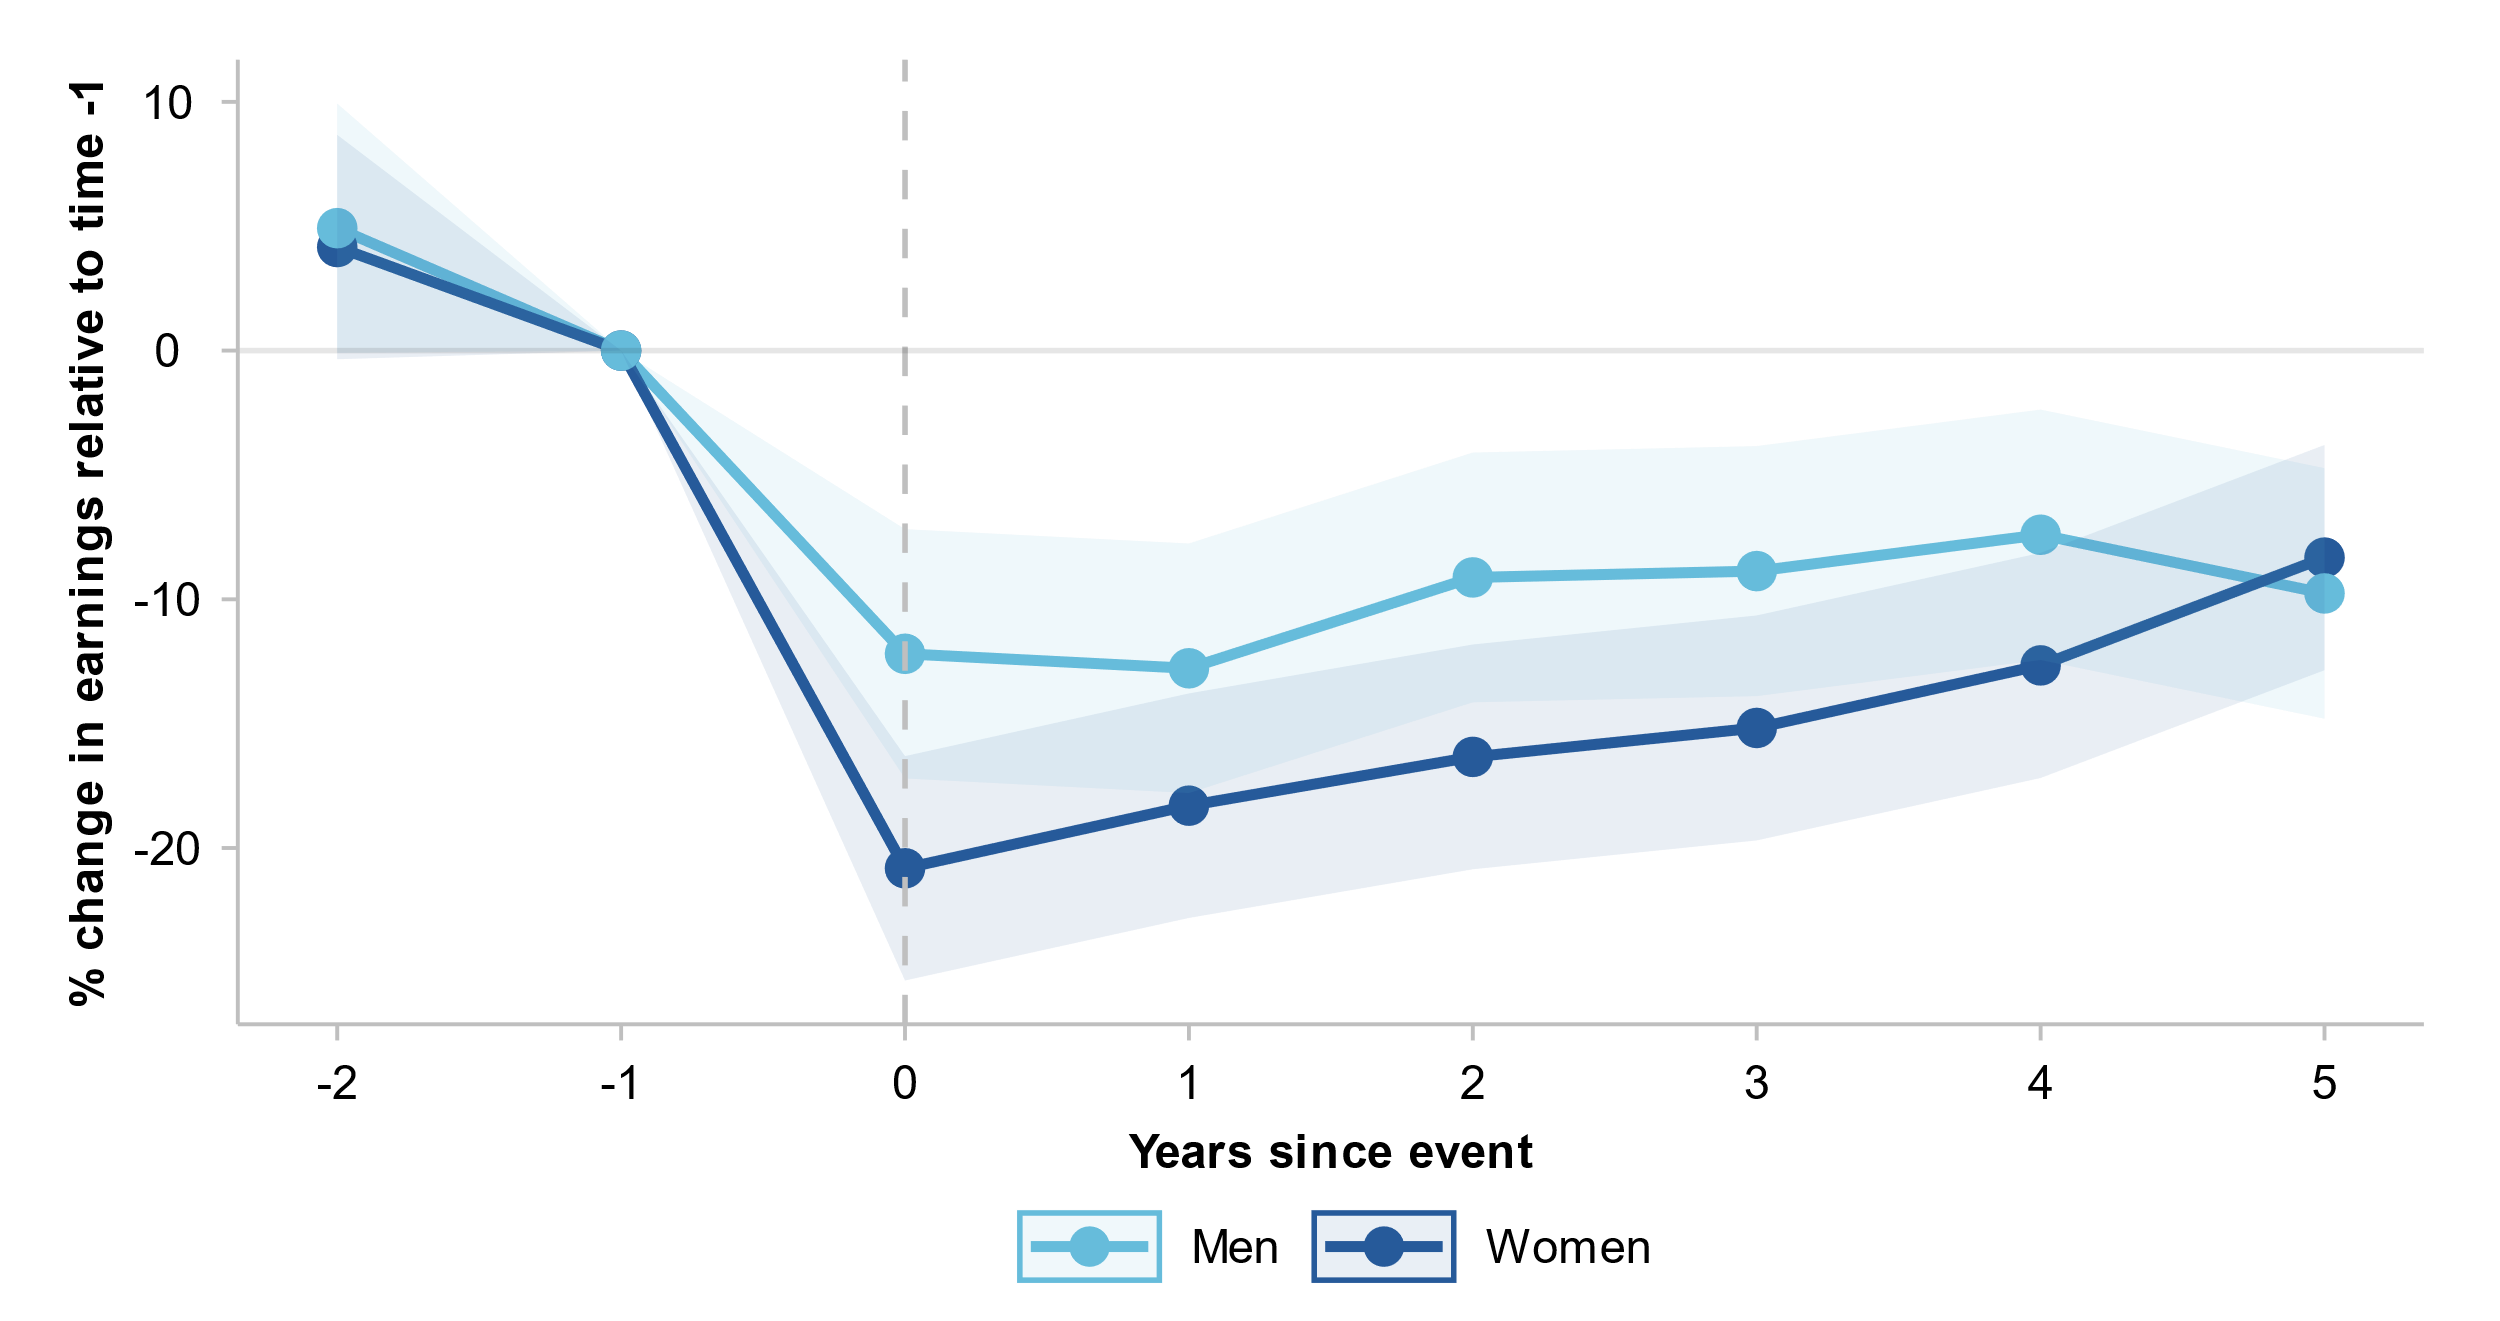 % change in earnings relative to time -1
10
0
-10
-20
-2 -1 0 1 2 3 4 5
Years since event
Men Women